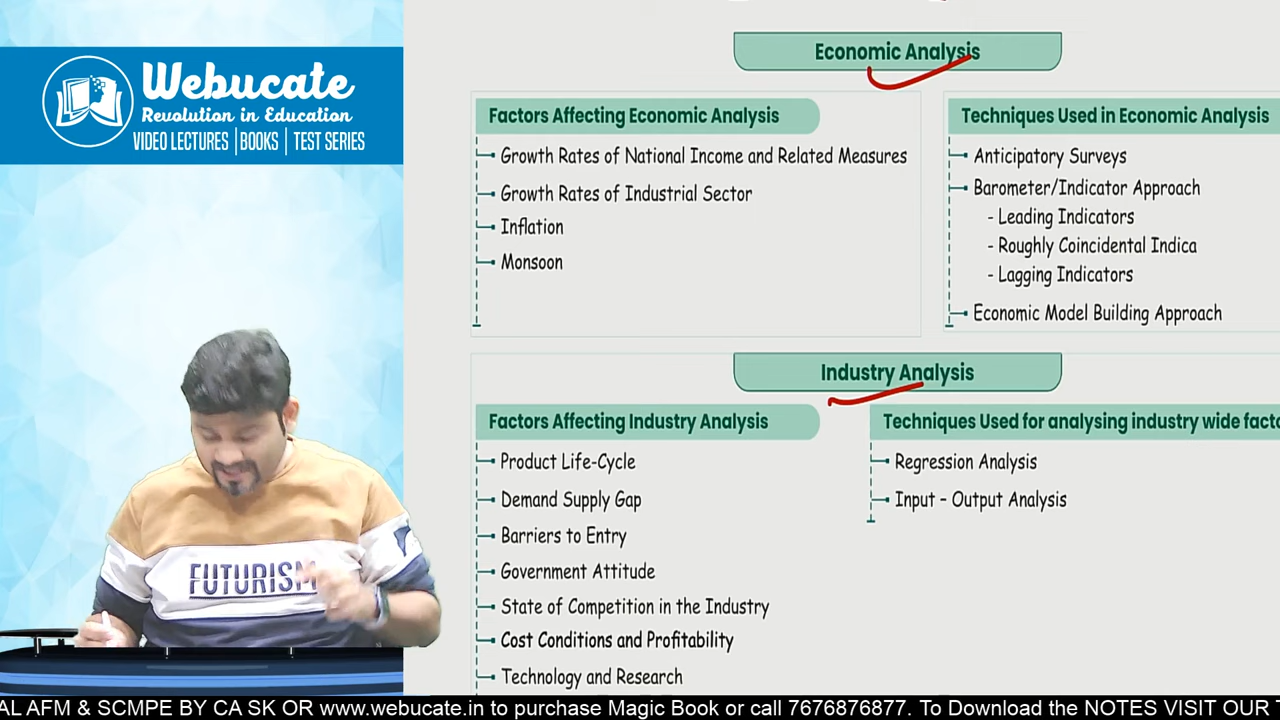 Webucate
Revolution in Education
VIDEO LECTURES | BOOKS | TEST SERIES
FUTURISM
Economic Analysis
Factors Affecting Economic Analysis
Growth Rates of National Income and Related Measures
Growth Rates of Industrial Sector
Inflation
Monsoon
Techniques Used in Economic Analysis
Anticipatory Surveys
Barometer/Indicator Approach
- Leading Indicators
- Roughly Coincidental Indica
- Lagging Indicators
Economic Model Building Approach
Industry Analysis
Factors Affecting Industry Analysis
Product Life-Cycle
Demand Supply Gap
Barriers to Entry
Government Attitude
State of Competition in the Industry
Cost Conditions and Profitability
Technology and Research
Techniques Used for analysing industry wide facto
Regression Analysis
Input – Output Analysis
AL AFM & SCMPE BY CA SK OR www.webucate.in to purchase Magic Book or call 7676876877. To Download the NOTES VISIT OUR